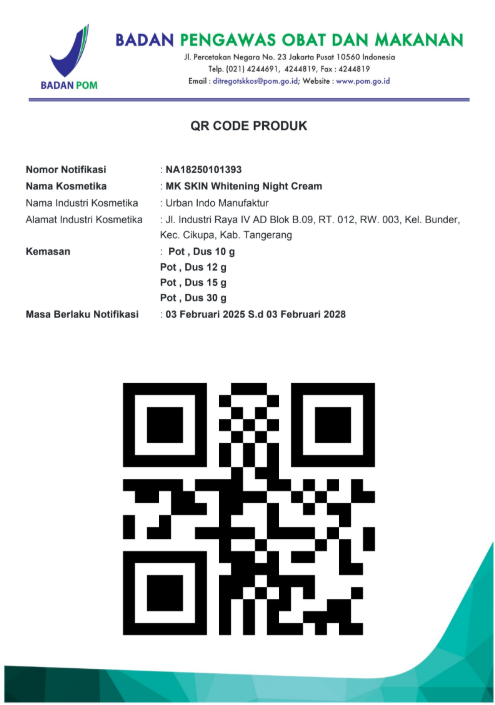 BADAN PENGAWAS OBAT DAN MAKANAN
Jl. Percetakan Negara No. 23 Jakarta Pusat 10560 Indonesia
Telp. (021) 4244691, 4244819, Fax : 4244819
Email : ditregotskkos@pom.go.id; Website : www.pom.go.id
BADAN POM
QR CODE PRODUK
Nomor Notifikasi : NA18250101393
Nama Kosmetika : MK SKIN Whitening Night Cream
Nama Industri Kosmetika : Urban Indo Manufaktur
Alamat Industri Kosmetika : Jl. Industri Raya IV AD Blok B.09, RT. 012, RW. 003, Kel. Bunder,
Kec. Cikupa, Kab. Tangerang
Kemasan : Pot , Dus 10 g
Pot , Dus 12 g
Pot , Dus 15 g
Pot , Dus 30 g
Masa Berlaku Notifikasi : 03 Februari 2025 S.d 03 Februari 2028